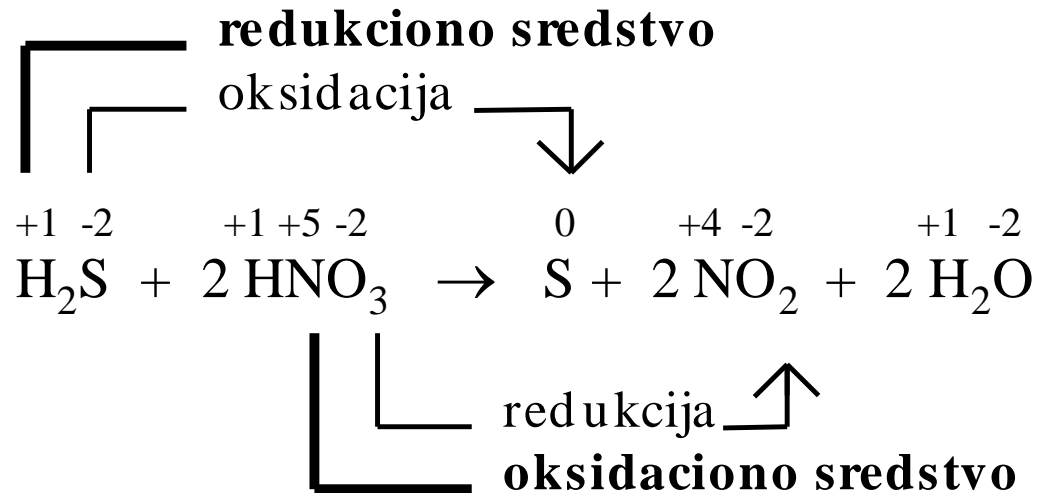 redukciono sredstvo
oksidacija
+1 -2 +1 +5 -2 0 +4 -2 +1 -2
H₂S + 2 HNO₃ → S + 2 NO₂ + 2 H₂O
redukcija
oksidaciono sredstvo